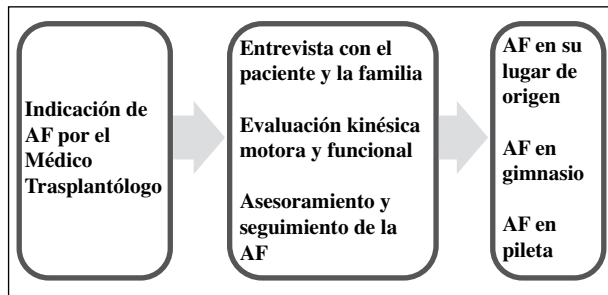 Indicación de
AF por el
Médico
Trasplantólogo
Entrevista con el
paciente y la familia
Evaluación kinésica
motora y funcional
Asesoramiento y
seguimiento de la
AF
AF en su
lugar de
origen
AF en
gimnasio
AF en
pileta